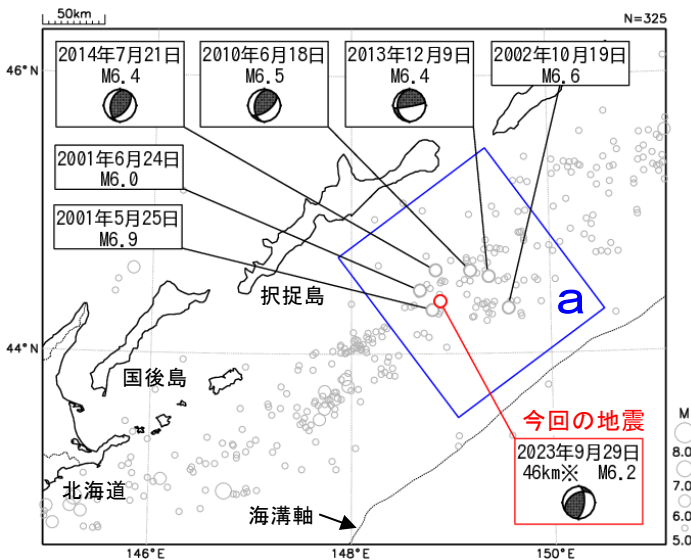 50km
N=325
46°N
2014年7月21日
M6.4
2010年6月18日
M6.5
2013年12月9日
M6.4
2002年10月19日
M6.6
2001年6月24日
M6.0
2001年5月25日
M6.9
択捉島
a
44°N
国後島
今回の地震
2023年9月29日
46km※ M6.2
北海道
海溝軸
M
8.0
7.0
6.0
5.0
146°E
148°E
150°E